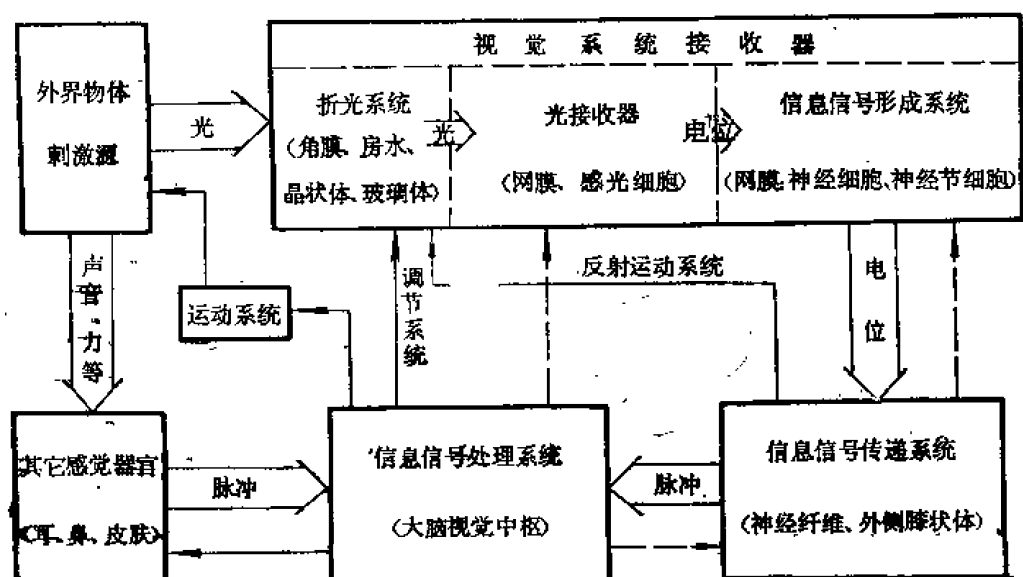 视觉系统接收器
外界物体
刺激源
光
折光系统
(角膜、房水、
晶状体、玻璃体)
光
光接收器
(网膜、感光细胞)
电位
信息信号形成系统
(网膜:神经细胞、神经节细胞)
声音、力等
运动系统
调节系统
反射运动系统
电位
其它感觉器官
(耳、鼻、皮肤)
脉冲
信息信号处理系统
(大脑视觉中枢)
脉冲
信息信号传递系统
(神经纤维、外侧膝状体)